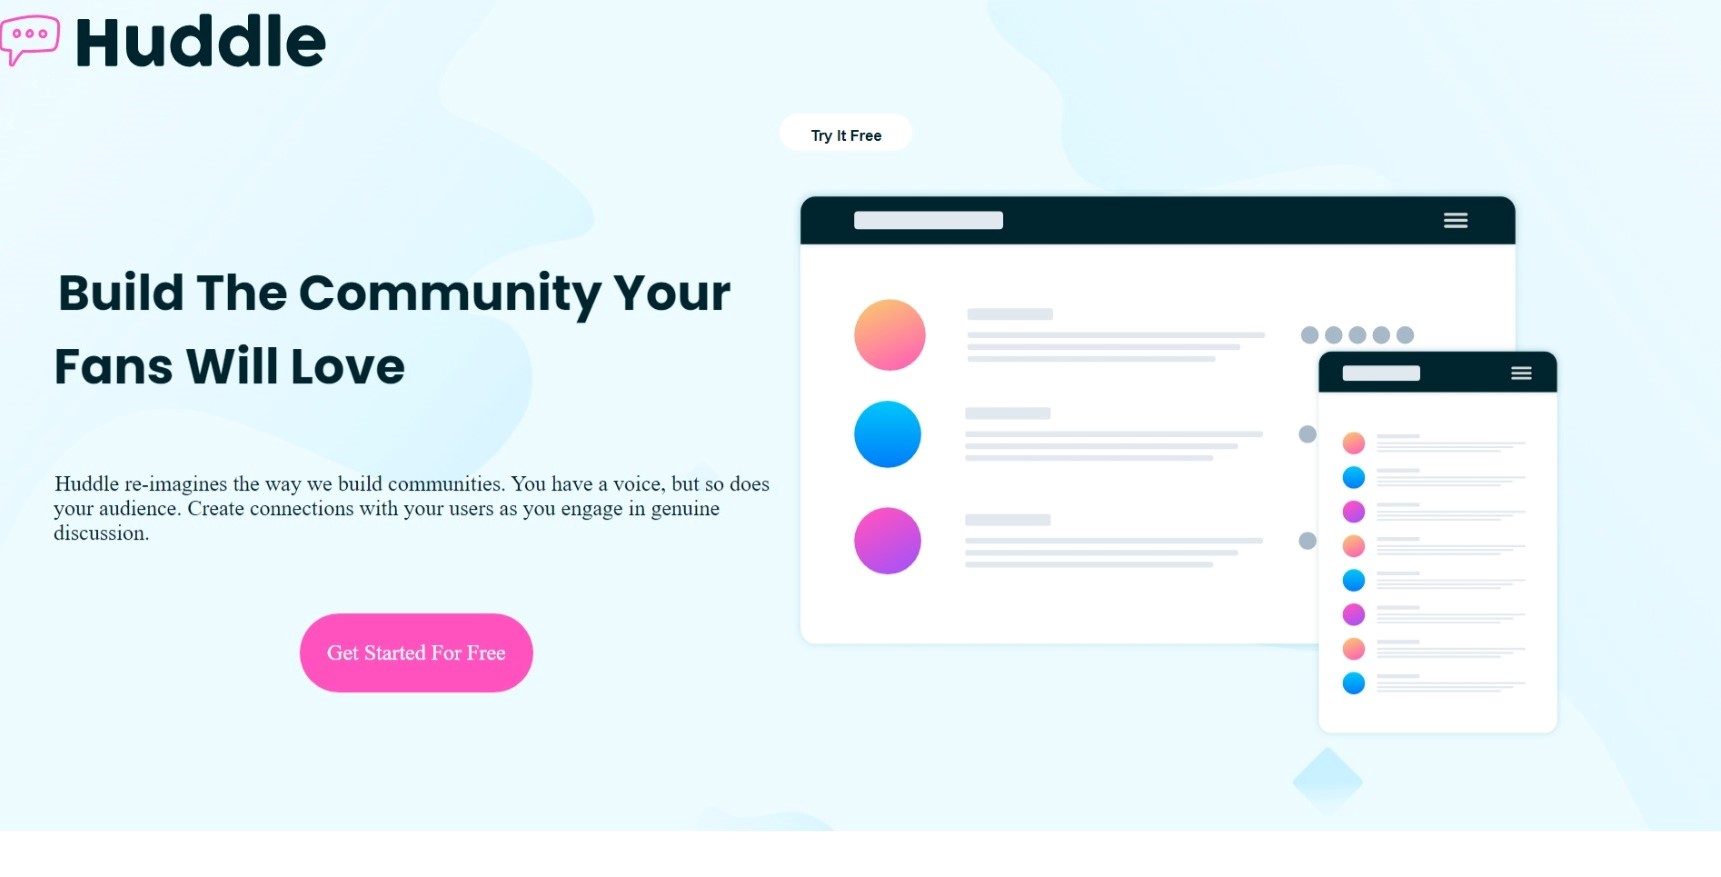 Huddle
Try It Free
Build The Community Your
Fans Will Love
Huddle re-imagines the way we build communities. You have a voice, but so does
your audience. Create connections with your users as you engage in genuine
discussion.
Get Started For Free